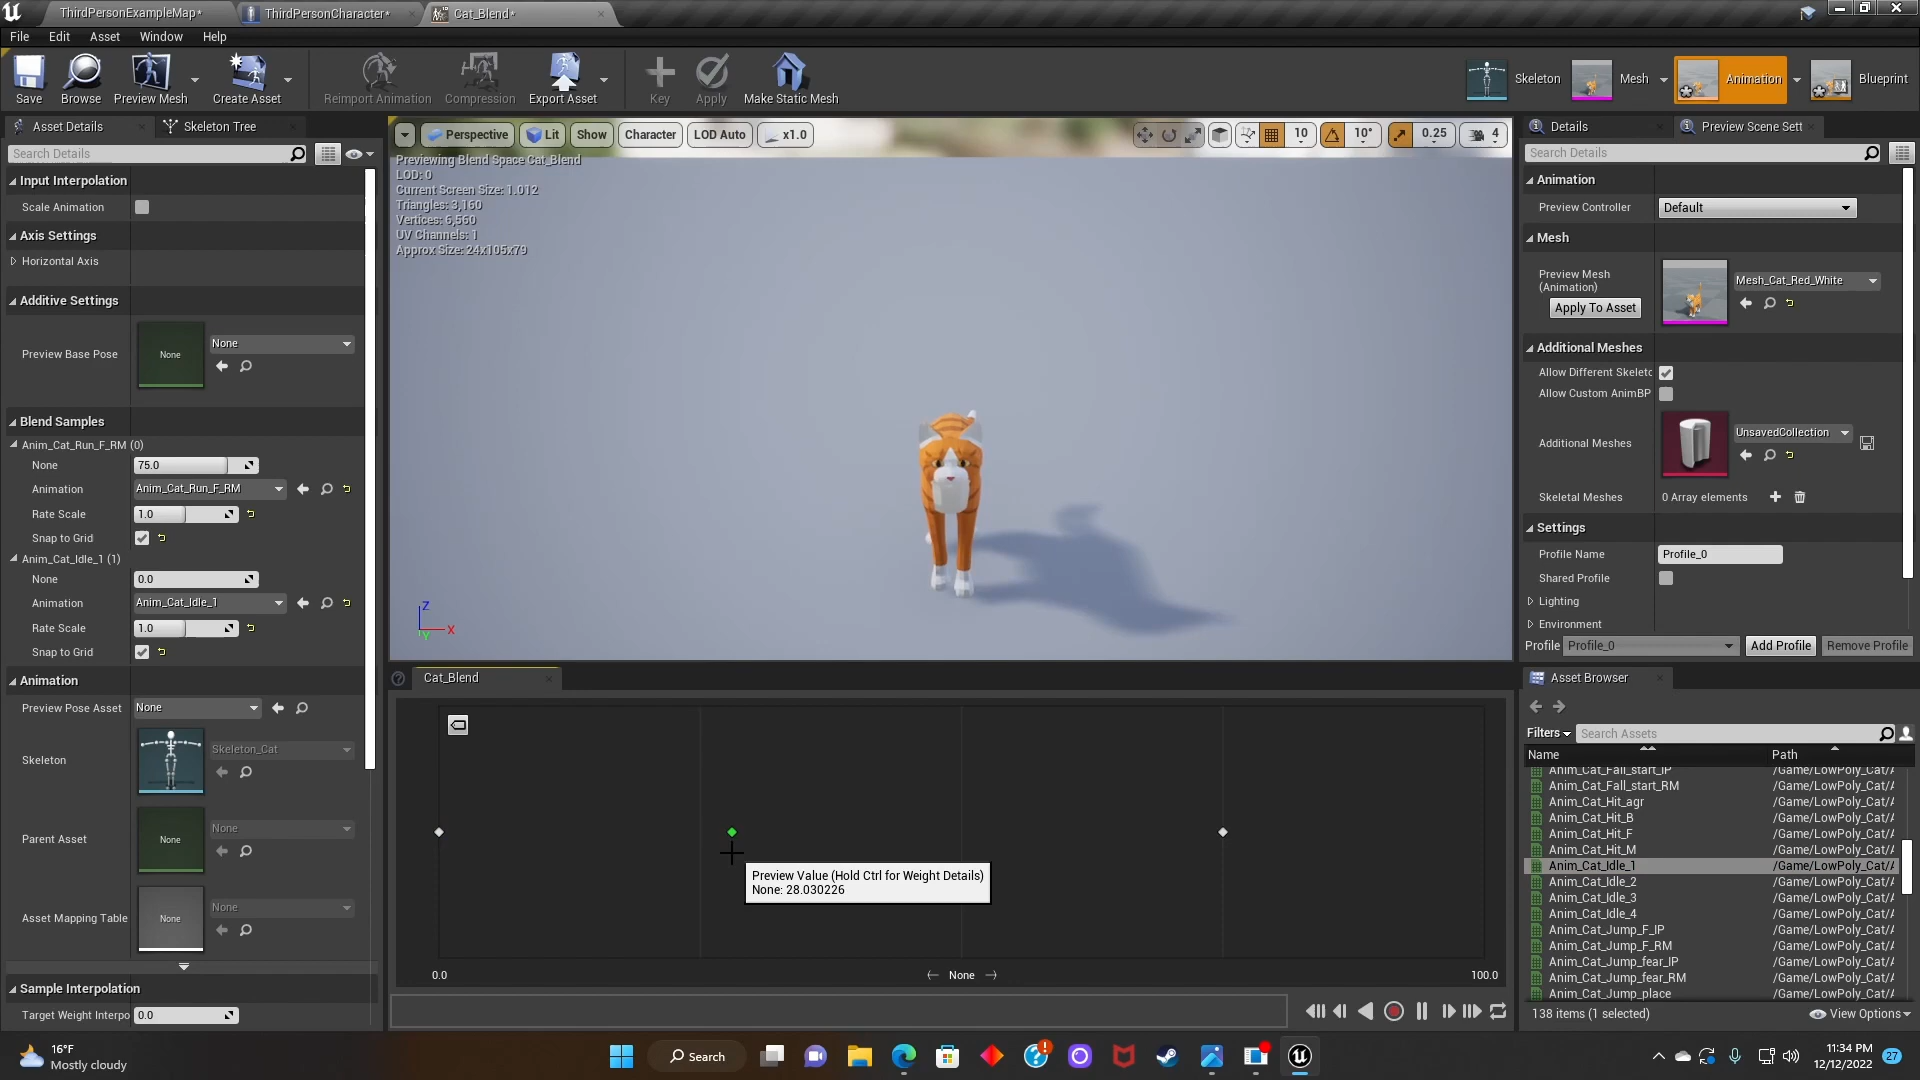 ThirdPersonExampleMap*
ThirdPersonCharacter*
Cat_Blend*
File
Edit
Asset
Window
Help
Save
Browse
Preview Mesh
Create Asset
Reimport Animation
Compression
Export Asset
Key
Apply
Make Static Mesh
Skeleton
Mesh
Animation
Blueprint
Asset Details
Skeleton Tree
Search Details
Input Interpolation
Scale Animation
Axis Settings
Horizontal Axis
Additive Settings
Preview Base Pose
None
None
Blend Samples
Anim_Cat_Run_F_RM (0)
None
75.0
Animation
Anim_Cat_Run_F_RM
Rate Scale
1.0
Snap to Grid
Anim_Cat_Idle_1 (1)
None
0.0
Animation
Anim_Cat_Idle_1
Rate Scale
1.0
Snap to Grid
Animation
Preview Pose Asset
None
Skeleton
Skeleton_Cat
Parent Asset
None
None
Asset Mapping Table
None
None
Sample Interpolation
Target Weight Interpo
0.0
Perspective
Lit
Show
Character
LOD Auto
x1.0
10
10°
0.25
4
Previewing Blend Space Cat_Blend
LOD: 0
Current Screen Size: 1.012
Triangles: 3,160
Vertices: 6,560
UV Channels: 1
Approx Size: 24x105x79
Z
X
Y
Cat_Blend
Preview Value (Hold Ctrl for Weight Details)
None: 28.030226
0.0
None
100.0
Details
Preview Scene Sett
Search Details
Animation
Preview Controller
Default
Mesh
Preview Mesh
(Animation)
Apply To Asset
Mesh_Cat_Red_White
Additional Meshes
Allow Different Skeletc
Allow Custom AnimBP
Additional Meshes
UnsavedCollection
Skeletal Meshes
0 Array elements
Settings
Profile Name
Profile_0
Shared Profile
Lighting
Environment
Profile
Profile_0
Add Profile
Remove Profile
Asset Browser
Filters
Search Assets
Name
Path
Anim_Cat_Fall_start_IP
/Game/LowPoly_Cat/A
Anim_Cat_Fall_start_RM
/Game/LowPoly_Cat/A
Anim_Cat_Hit_agr
/Game/LowPoly_Cat/A
Anim_Cat_Hit_B
/Game/LowPoly_Cat/A
Anim_Cat_Hit_F
/Game/LowPoly_Cat/A
Anim_Cat_Hit_M
/Game/LowPoly_Cat/A
Anim_Cat_Idle_1
/Game/LowPoly_Cat/A
Anim_Cat_Idle_2
/Game/LowPoly_Cat/A
Anim_Cat_Idle_3
/Game/LowPoly_Cat/A
Anim_Cat_Idle_4
/Game/LowPoly_Cat/A
Anim_Cat_Jump_F_IP
/Game/LowPoly_Cat/A
Anim_Cat_Jump_F_RM
/Game/LowPoly_Cat/A
Anim_Cat_Jump_fear_IP
/Game/LowPoly_Cat/A
Anim_Cat_Jump_fear_RM
/Game/LowPoly_Cat/A
Anim_Cat_Jump_place
/Game/LowPoly_Cat/A
138 items (1 selected)
View Options
16°F
Mostly cloudy
Search
11:34 PM
12/12/2022
27